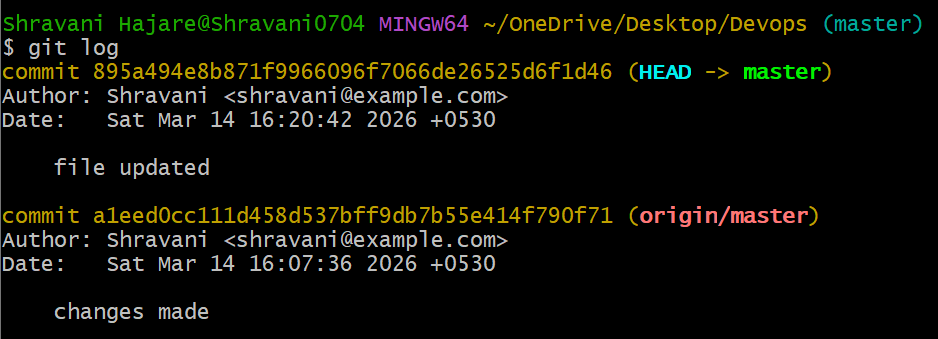 Shravani Hajare@Shravani0704 MINGW64 ~/OneDrive/Desktop/Devops (master)
$ git log
commit 895a494e8b871f9966096f7066de26525d6f1d46 (HEAD -> master)
Author: Shravani <shravani@example.com>
Date:   Sat Mar 14 16:20:42 2026 +0530
file updated
commit a1eed0cc111d458d537bff9db7b55e414f790f71 (origin/master)
Author: Shravani <shravani@example.com>
Date:   Sat Mar 14 16:07:36 2026 +0530
changes made